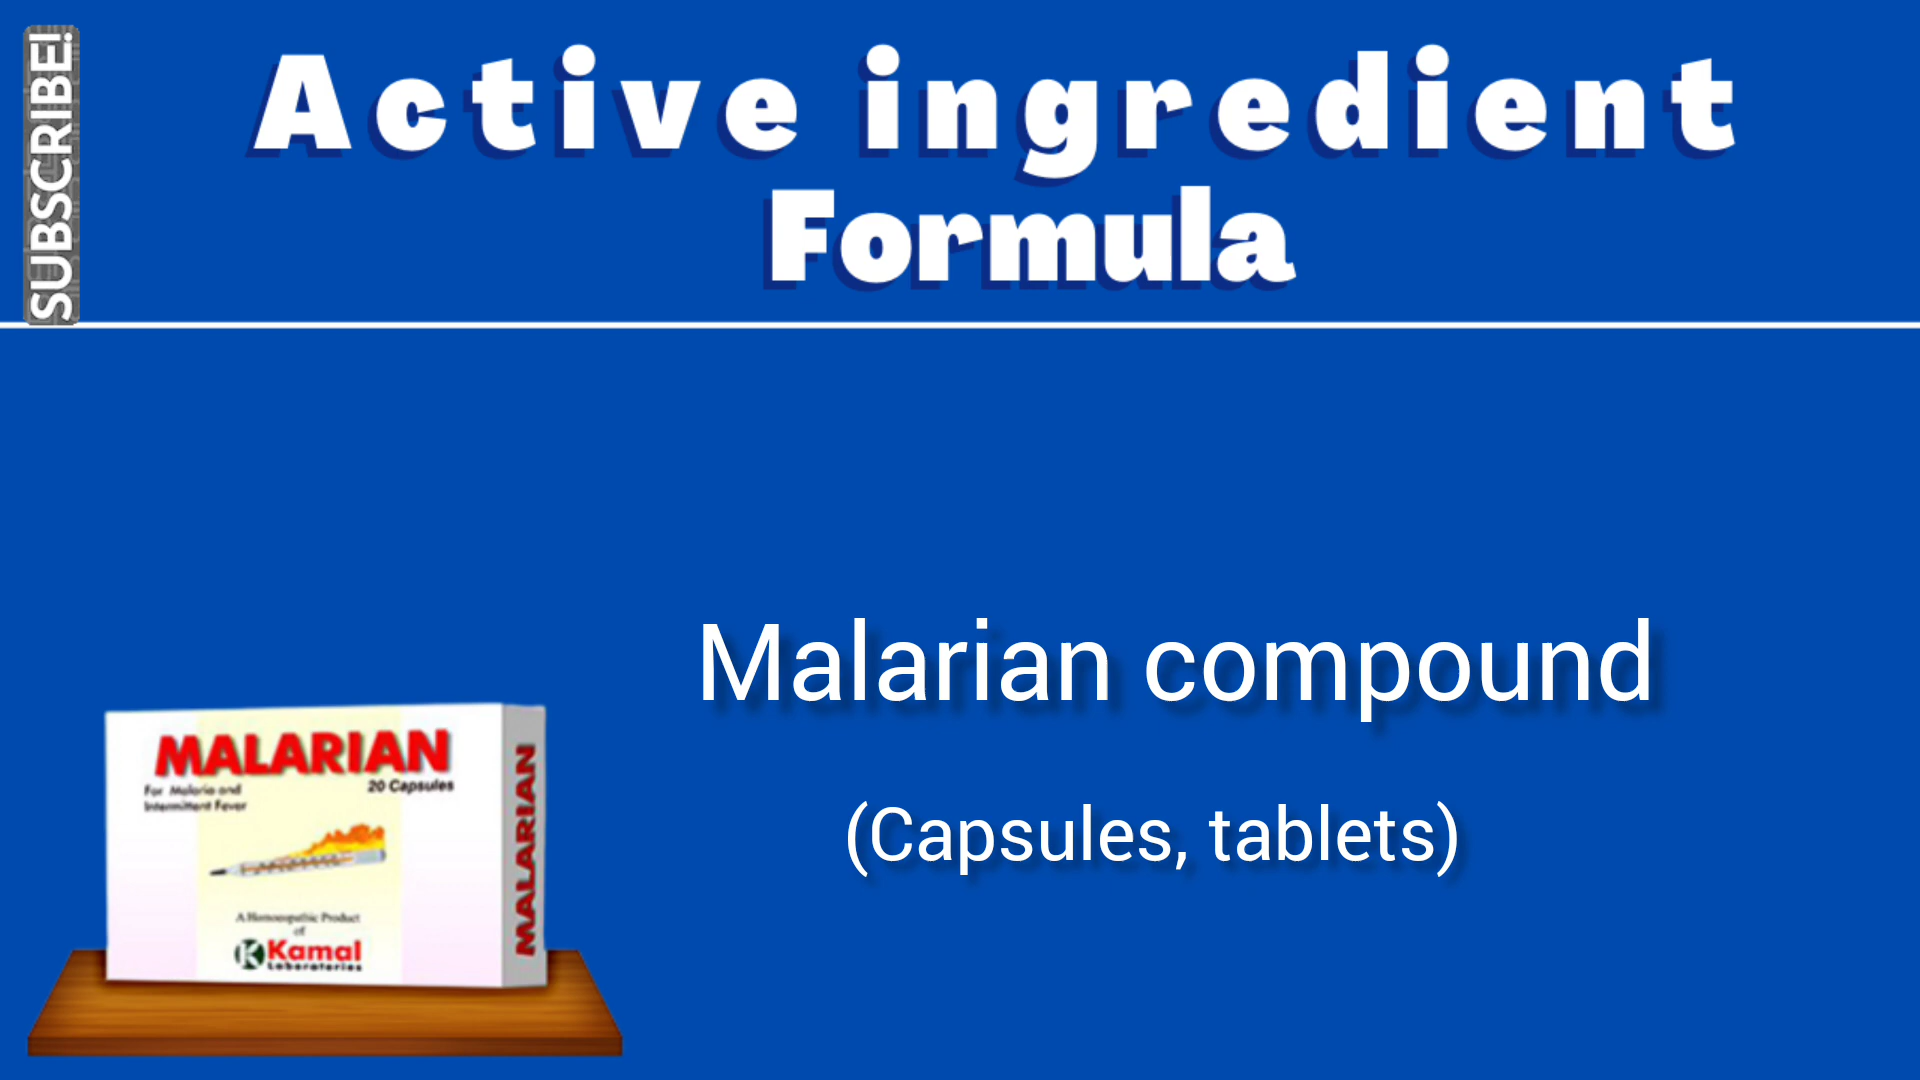 SUBSCRIBE!
Active ingredient
Formula
Malarian compound
(Capsules, tablets)
MALARIAN
20 Capsules
For Malaria and
Intermittent Fever
A Homoeopathic Product
of
Kamal
Laboratories
MALARIAN